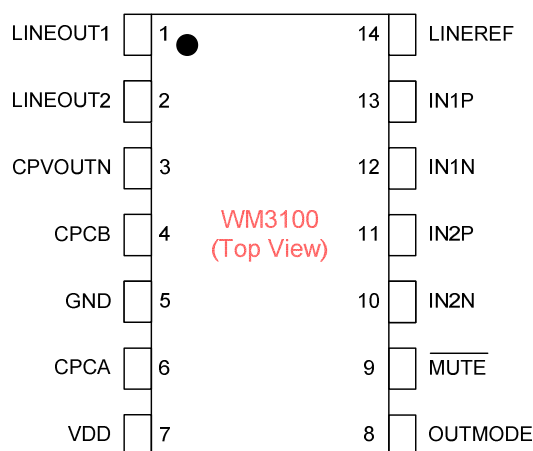 LINEOUT1 1 14 LINEREF
LINEOUT2 2 13 IN1P
CPVOUTN 3 12 IN1N
WM3100
CPCB 4 11 IN2P
(Top View)
GND 5 10 IN2N
CPCA 6 9 MUTE
VDD 7 8 OUTMODE